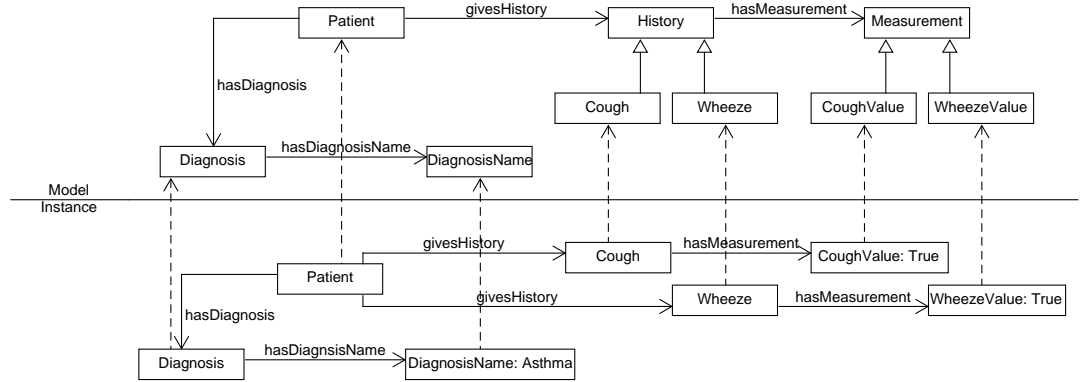 Patient
givesHistory
History
hasMeasurement
Measurement
hasDiagnosis
Cough
Wheeze
CoughValue
WheezeValue
Diagnosis
hasDiagnosisName
DiagnosisName
Model
Instance
givesHistory
Cough
hasMeasurement
CoughValue: True
Patient
givesHistory
Wheeze
hasMeasurement
WheezeValue: True
hasDiagnosis
Diagnosis
hasDiagnsisName
DiagnosisName: Asthma